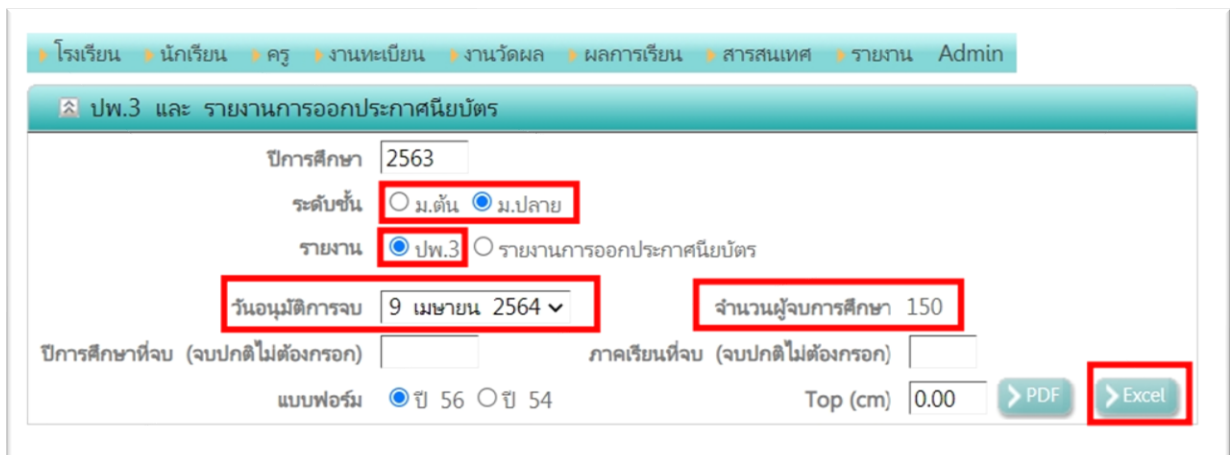 โรงเรียน นักเรียน ครู งานทะเบียน งานวัดผล ผลการเรียน สารสนเทศ รายงาน Admin
ปพ.3 และ รายงานการออกประกาศนียบัตร
ปีการศึกษา 2563
ระดับชั้น ม.ต้น ม.ปลาย
รายงาน ปพ.3 รายงานการออกประกาศนียบัตร
วันอนุมัติการจบ 9 เมษายน 2564 จำนวนผู้จบการศึกษา 150
ปีการศึกษาที่จบ (จบปกติไม่ต้องกรอก) ภาคเรียนที่จบ (จบปกติไม่ต้องกรอก)
แบบฟอร์ม ปี 56 ปี 54 Top (cm) 0.00 PDF Excel